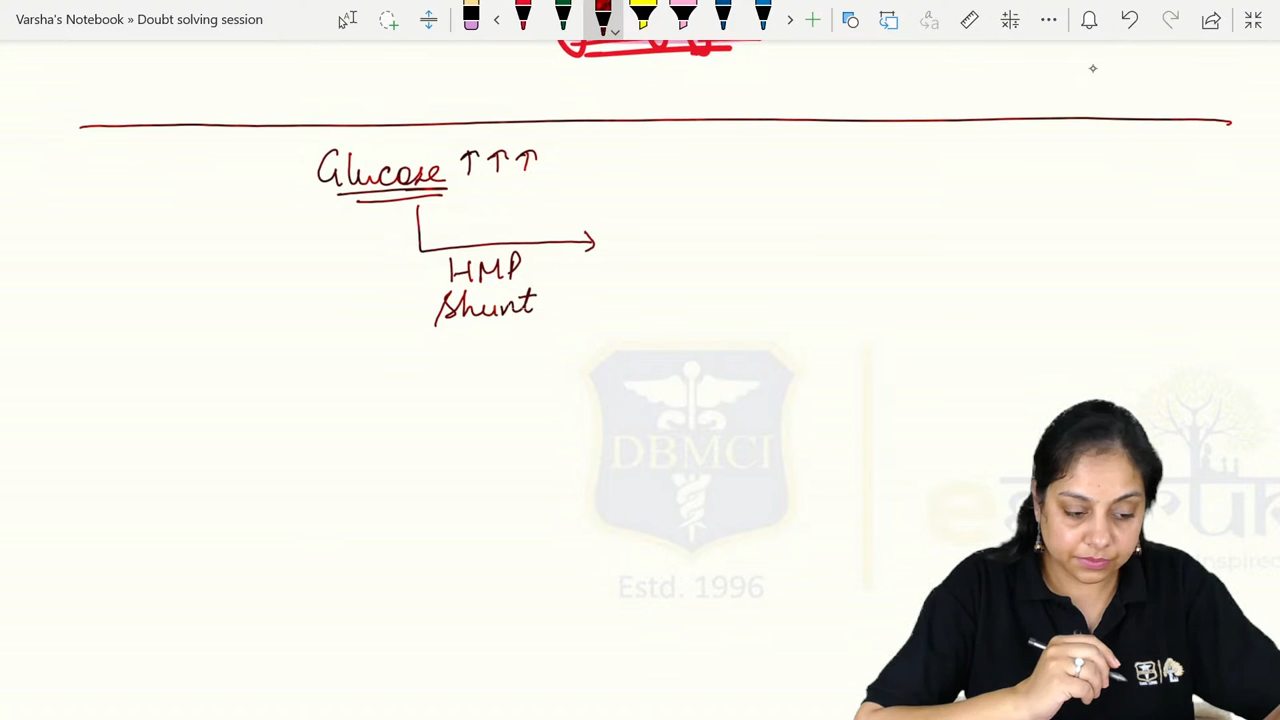 Varsha's Notebook » Doubt solving session
Glucose ↑↑↑
HMP
Shunt
DBMCI
Estd. 1996